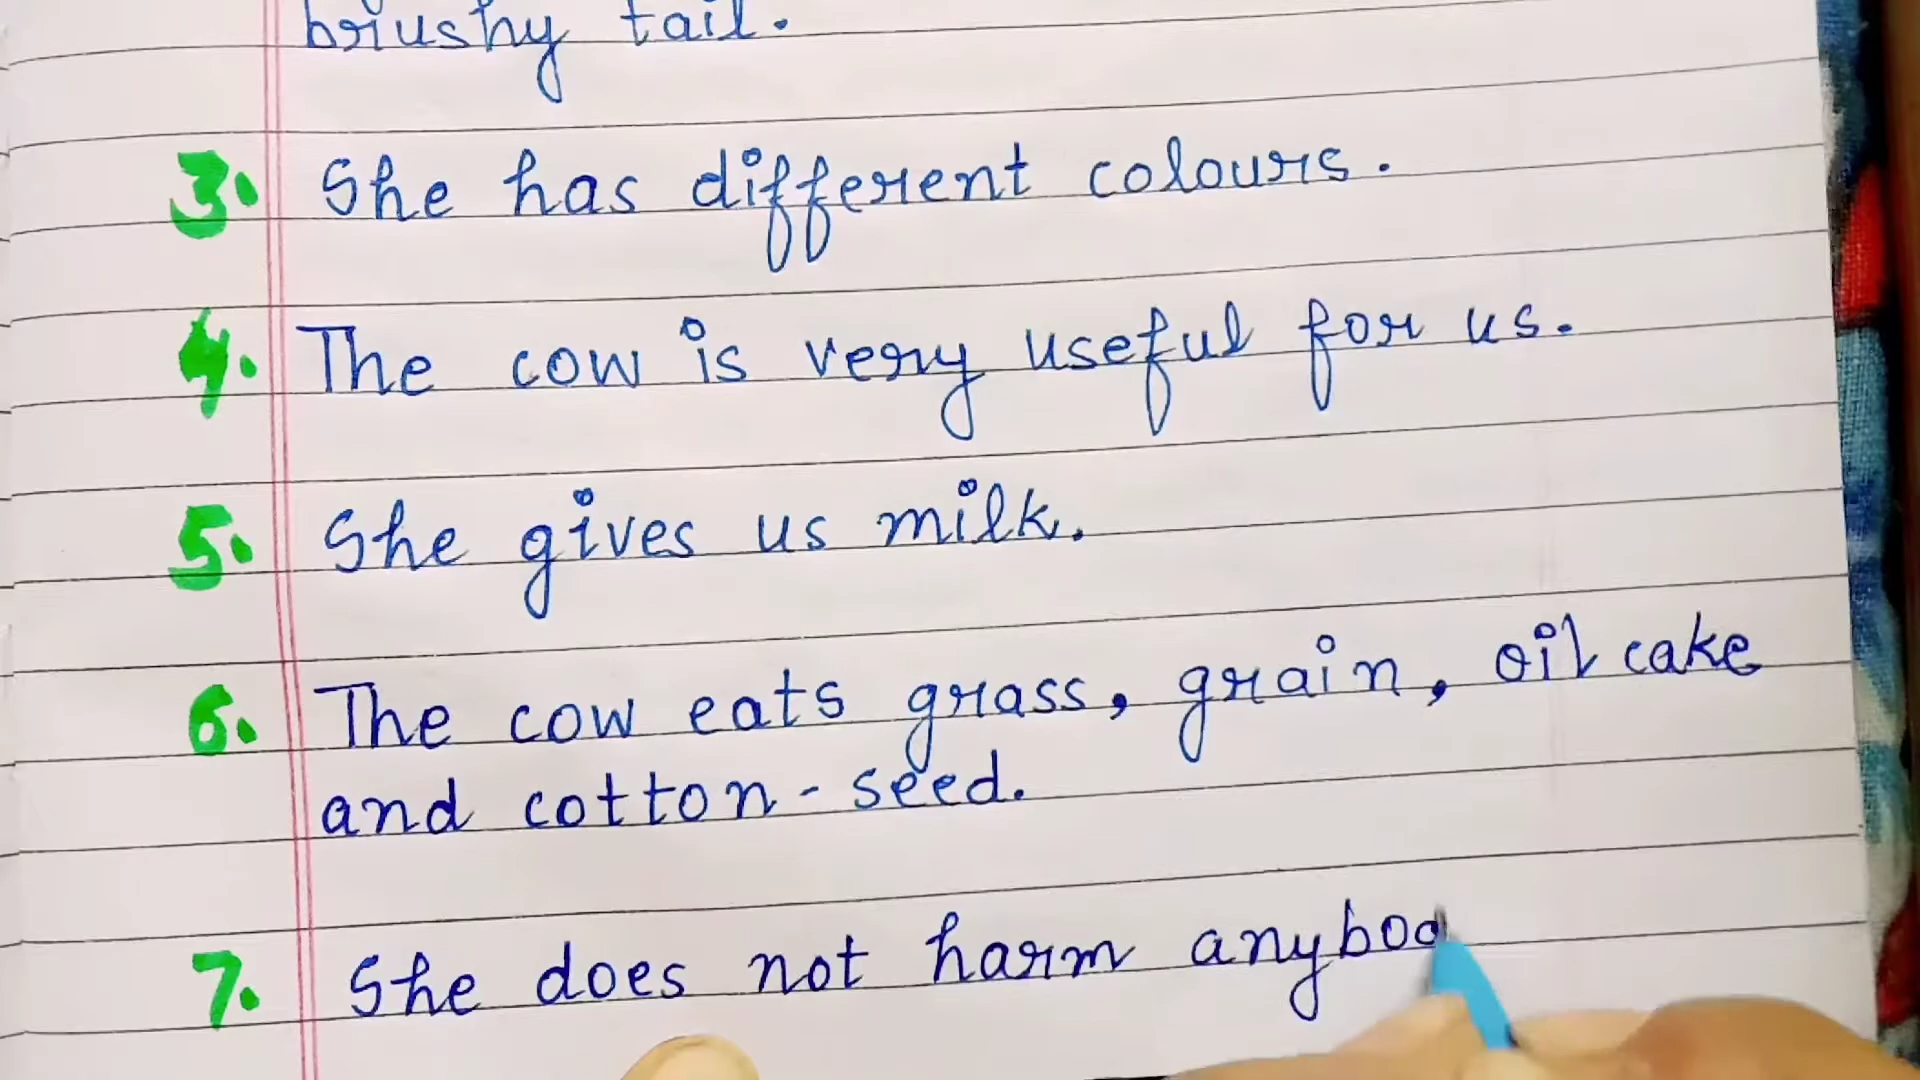 brushy tail.
3. She has different colours.
4. The cow is very useful for us.
5. She gives us milk.
6. The cow eats grass, grain, oil cake
and cotton-seed.
7. She does not harm anybod